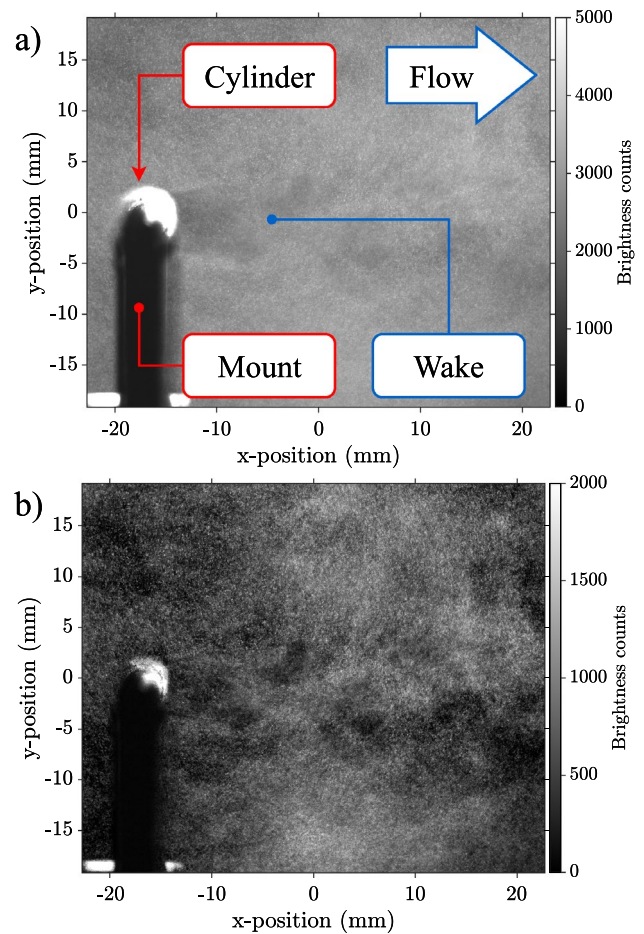 a)
Cylinder
Flow
Mount
Wake
15
10
5
0
-5
-10
-15
y-position (mm)
-20
-10
0
10
20
x-position (mm)
5000
4000
3000
2000
1000
0
Brightness counts
b)
15
10
5
0
-5
-10
-15
y-position (mm)
-20
-10
0
10
20
x-position (mm)
2000
1500
1000
500
0
Brightness counts